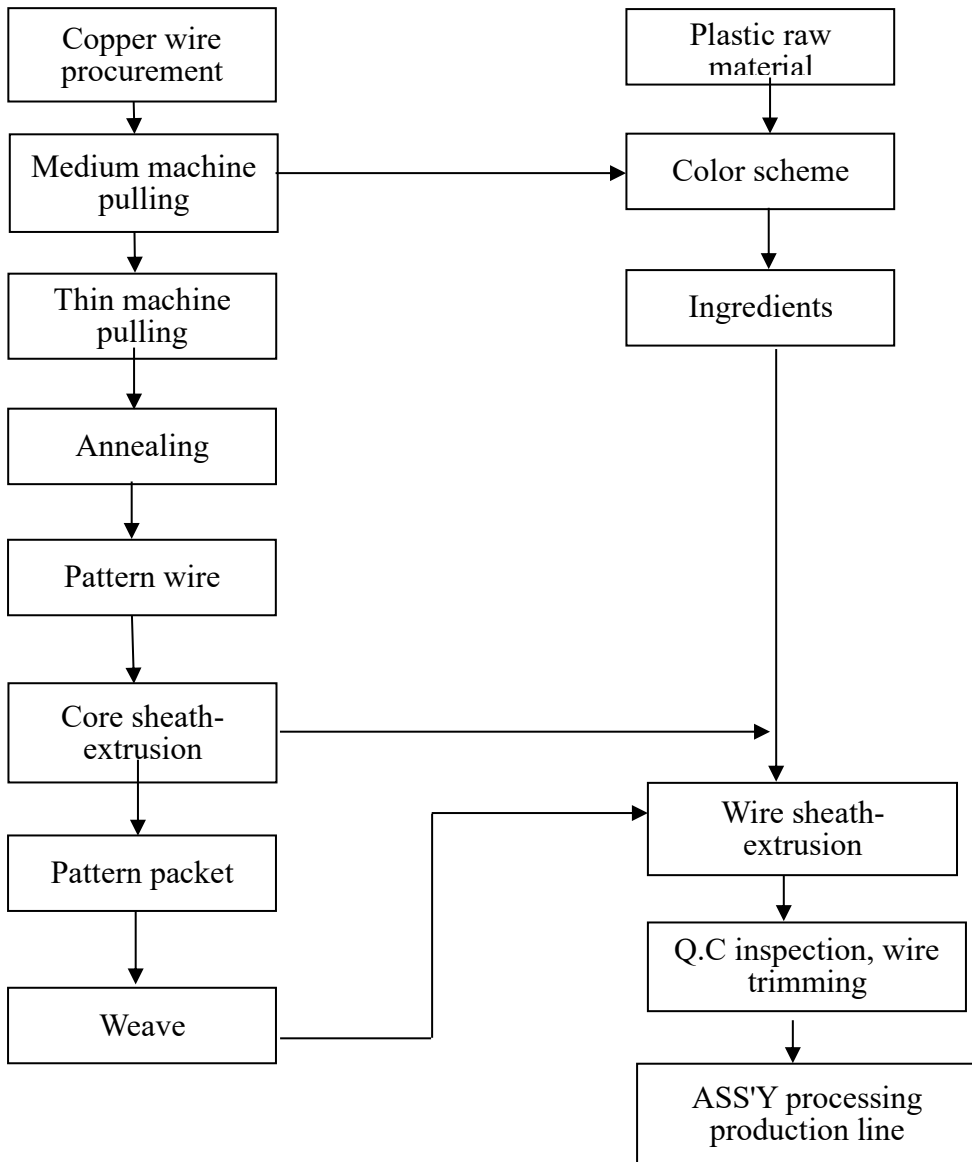 Copper wire
procurement
Medium machine
pulling
Thin machine
pulling
Annealing
Pattern wire
Core sheath-
extrusion
Pattern packet
Weave
Plastic raw
material
Color scheme
Ingredients
Wire sheath-
extrusion
Q.C inspection, wire
trimming
ASS'Y processing
production line